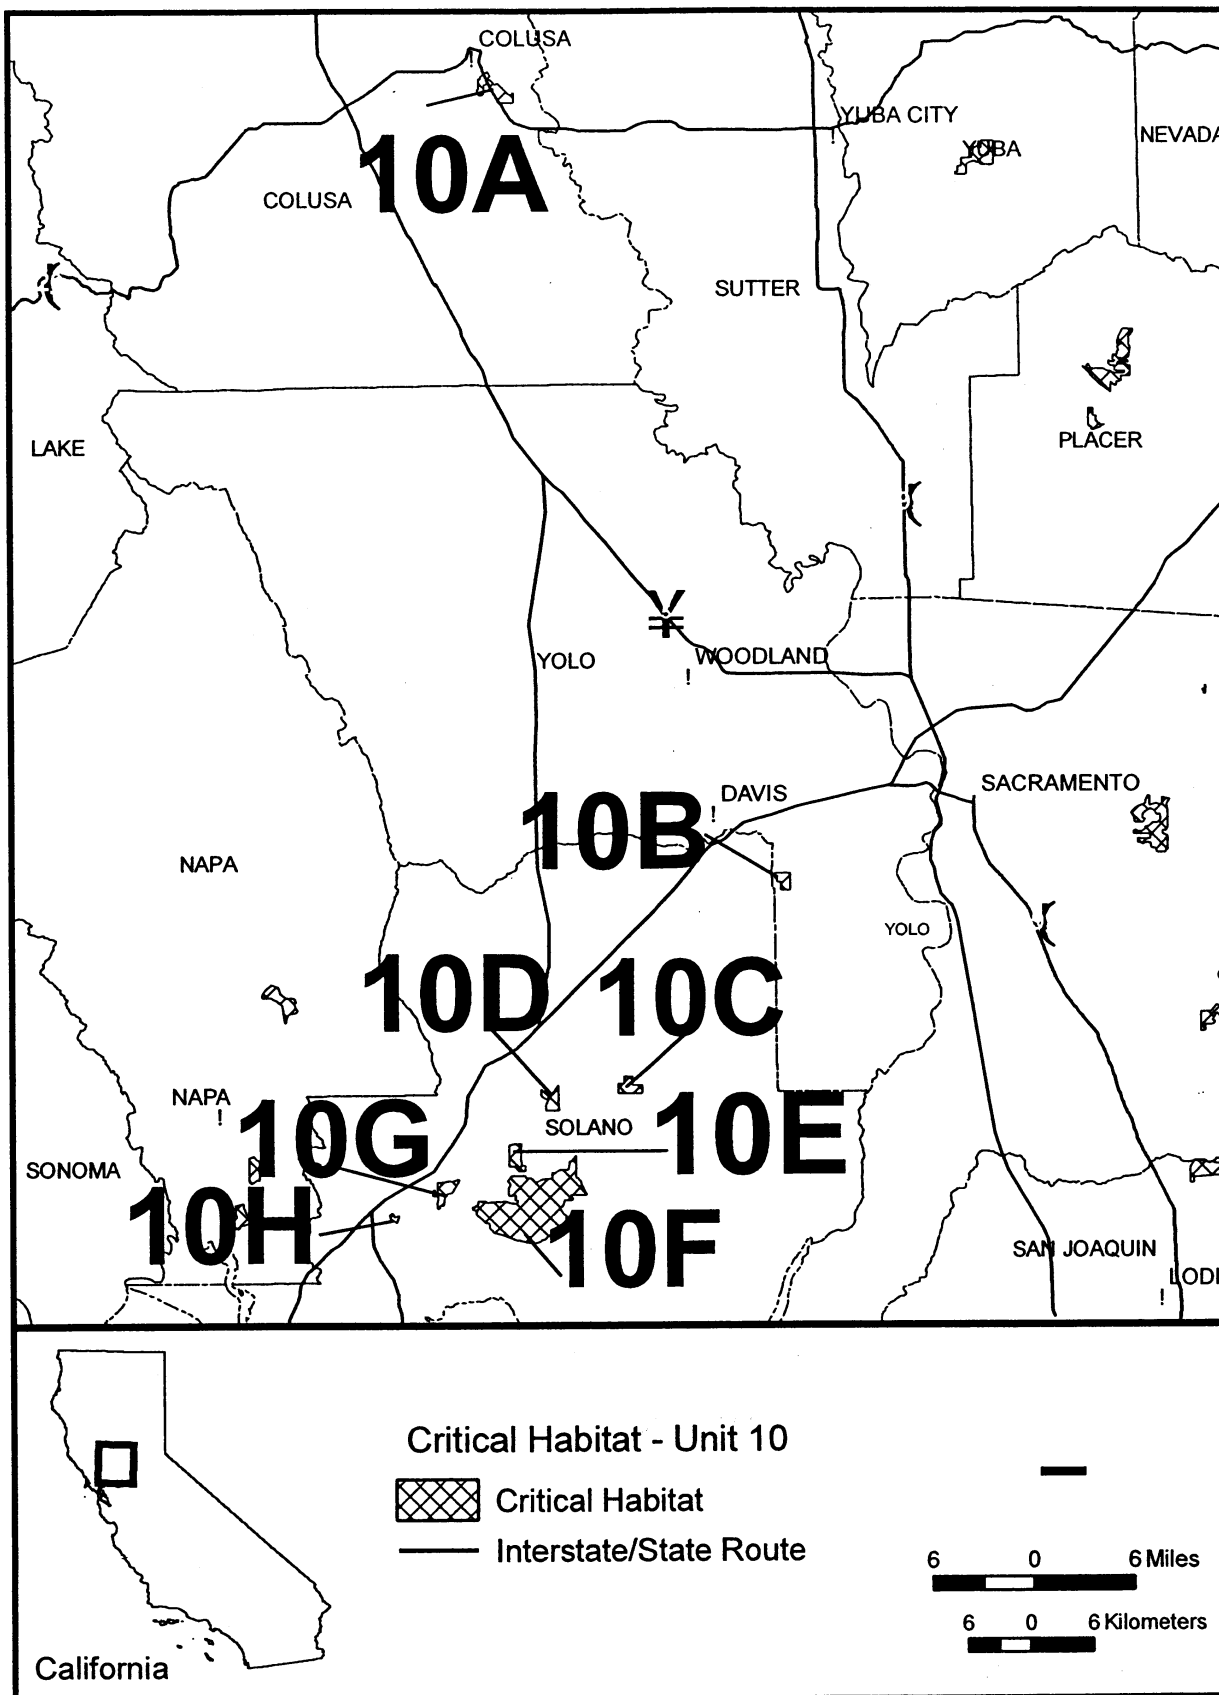 COLUSA
YUBA CITY
!
!
YUBA
NEVADA
10A
COLUSA
SUTTER
LAKE
PLACER
YOLO
WOODLAND
!
SACRAMENTO
DAVIS
!
10B
NAPA
YOLO
10D
10C
NAPA
!
10G
SOLANO
10E
SONOMA
10H
10F
SAN JOAQUIN
LODI
!
Critical Habitat - Unit 10
Critical Habitat
Interstate/State Route
6 0 6 Miles
6 0 6 Kilometers
California